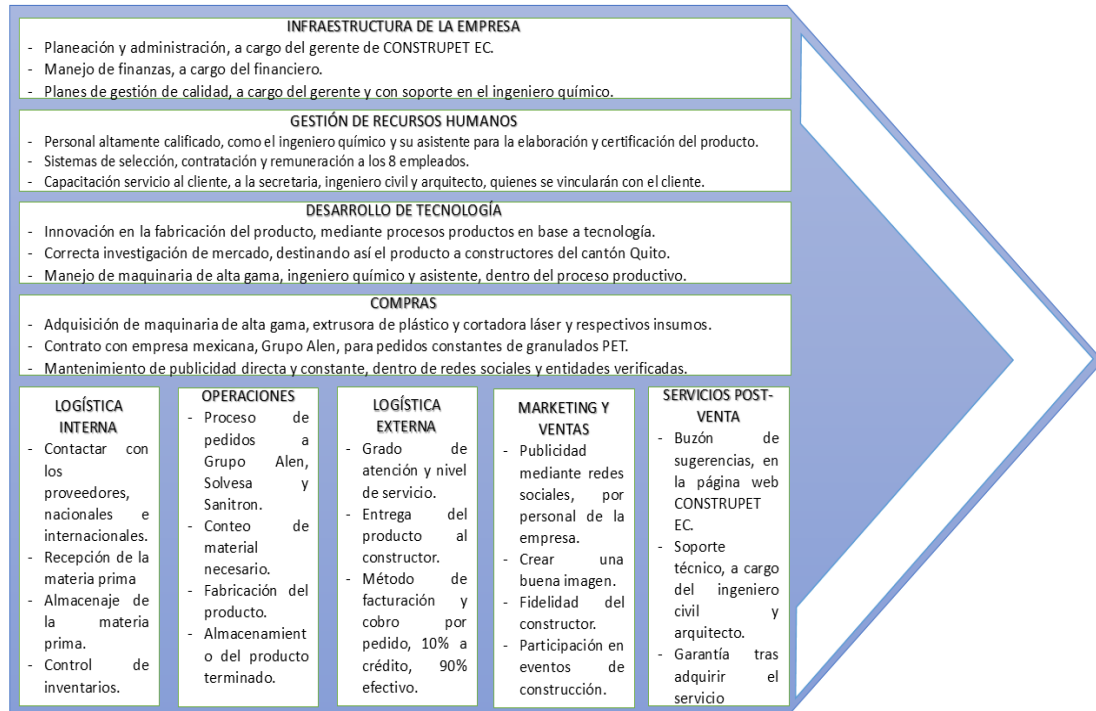 INFRAESTRUCTURA DE LA EMPRESA
- Planeación y administración, a cargo del gerente de CONSTRUPET EC.
- Manejo de finanzas, a cargo del financiero.
- Planes de gestión de calidad, a cargo del gerente y con soporte en el ingeniero químico.
GESTIÓN DE RECURSOS HUMANOS
- Personal altamente calificado, como el ingeniero químico y su asistente para la elaboración y certificación del producto.
- Sistemas de selección, contratación y remuneración a los 8 empleados.
- Capacitación servicio al cliente, a la secretaria, ingeniero civil y arquitecto, quienes se vincularán con el cliente.
DESARROLLO DE TECNOLOGÍA
- Innovación en la fabricación del producto, mediante procesos productos en base a tecnología.
- Correcta investigación de mercado, destinando así el producto a constructores del cantón Quito.
- Manejo de maquinaria de alta gama, ingeniero químico y asistente, dentro del proceso productivo.
COMPRAS
- Adquisición de maquinaria de alta gama, extrusora de plástico y cortadora láser y respectivos insumos.
- Contrato con empresa mexicana, Grupo Alen, para pedidos constantes de granulados PET.
- Mantenimiento de publicidad directa y constante, dentro de redes sociales y entidades verificadas.
LOGÍSTICA
INTERNA
- Contactar con
los
proveedores,
nacionales e
internacionales.
- Recepción de la
materia prima
- Almacenaje de
la materia
prima.
- Control de
inventarios.
OPERACIONES
- Proceso de
pedidos a
Grupo Alen,
Solvesa y
Sanitron.
- Conteo de
material
necesario.
- Fabricación del
producto.
- Almacenamient
o del producto
terminado.
LOGÍSTICA
EXTERNA
- Grado de
atención y nivel
de servicio.
- Entrega del
producto al
constructor.
- Método de
facturación y
cobro por
pedido, 10% a
crédito, 90%
efectivo.
MARKETING Y
VENTAS
- Publicidad
mediante redes
sociales, por
personal de la
empresa.
- Crear una
buena imagen.
- Fidelidad del
constructor.
- Participación en
eventos de
construcción.
SERVICIOS POST-
VENTA
- Buzón de
sugerencias, en
la página web
CONSTRUPET
EC.
- Soporte
técnico, a cargo
del ingeniero
civil y
arquitecto.
- Garantía tras
adquirir el
servicio